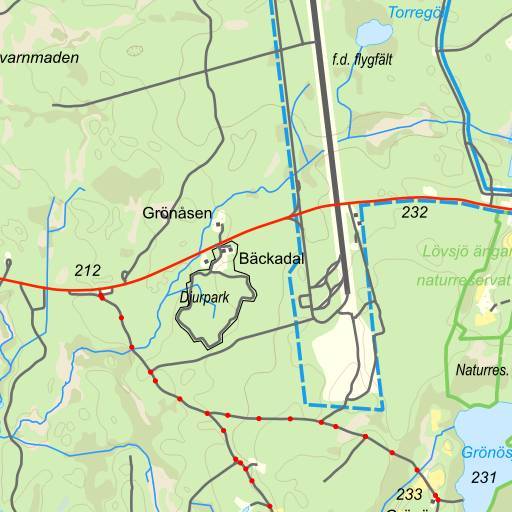 Torregöl
varnmaden
f.d. flygfält
Grönåsen
232
Bäckadal
Lövsjö ängar
212
naturreservat
Djurpark
Naturres.
Grönös
231
233